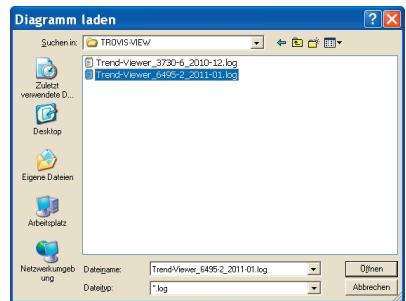 Diagramm laden
Suchen in: TROVIS-VIEW
Trend-Viewer_3730-6_2010-12.log
Trend-Viewer_6495-2_2011-01.log
Zuletzt
verwendete D...
Desktop
Eigene Dateien
Arbeitsplatz
Netzwerkumgeb
ung
Dateiname: Trend-Viewer_6495-2_2011-01.log Öffnen
Dateityp: *.log Abbrechen